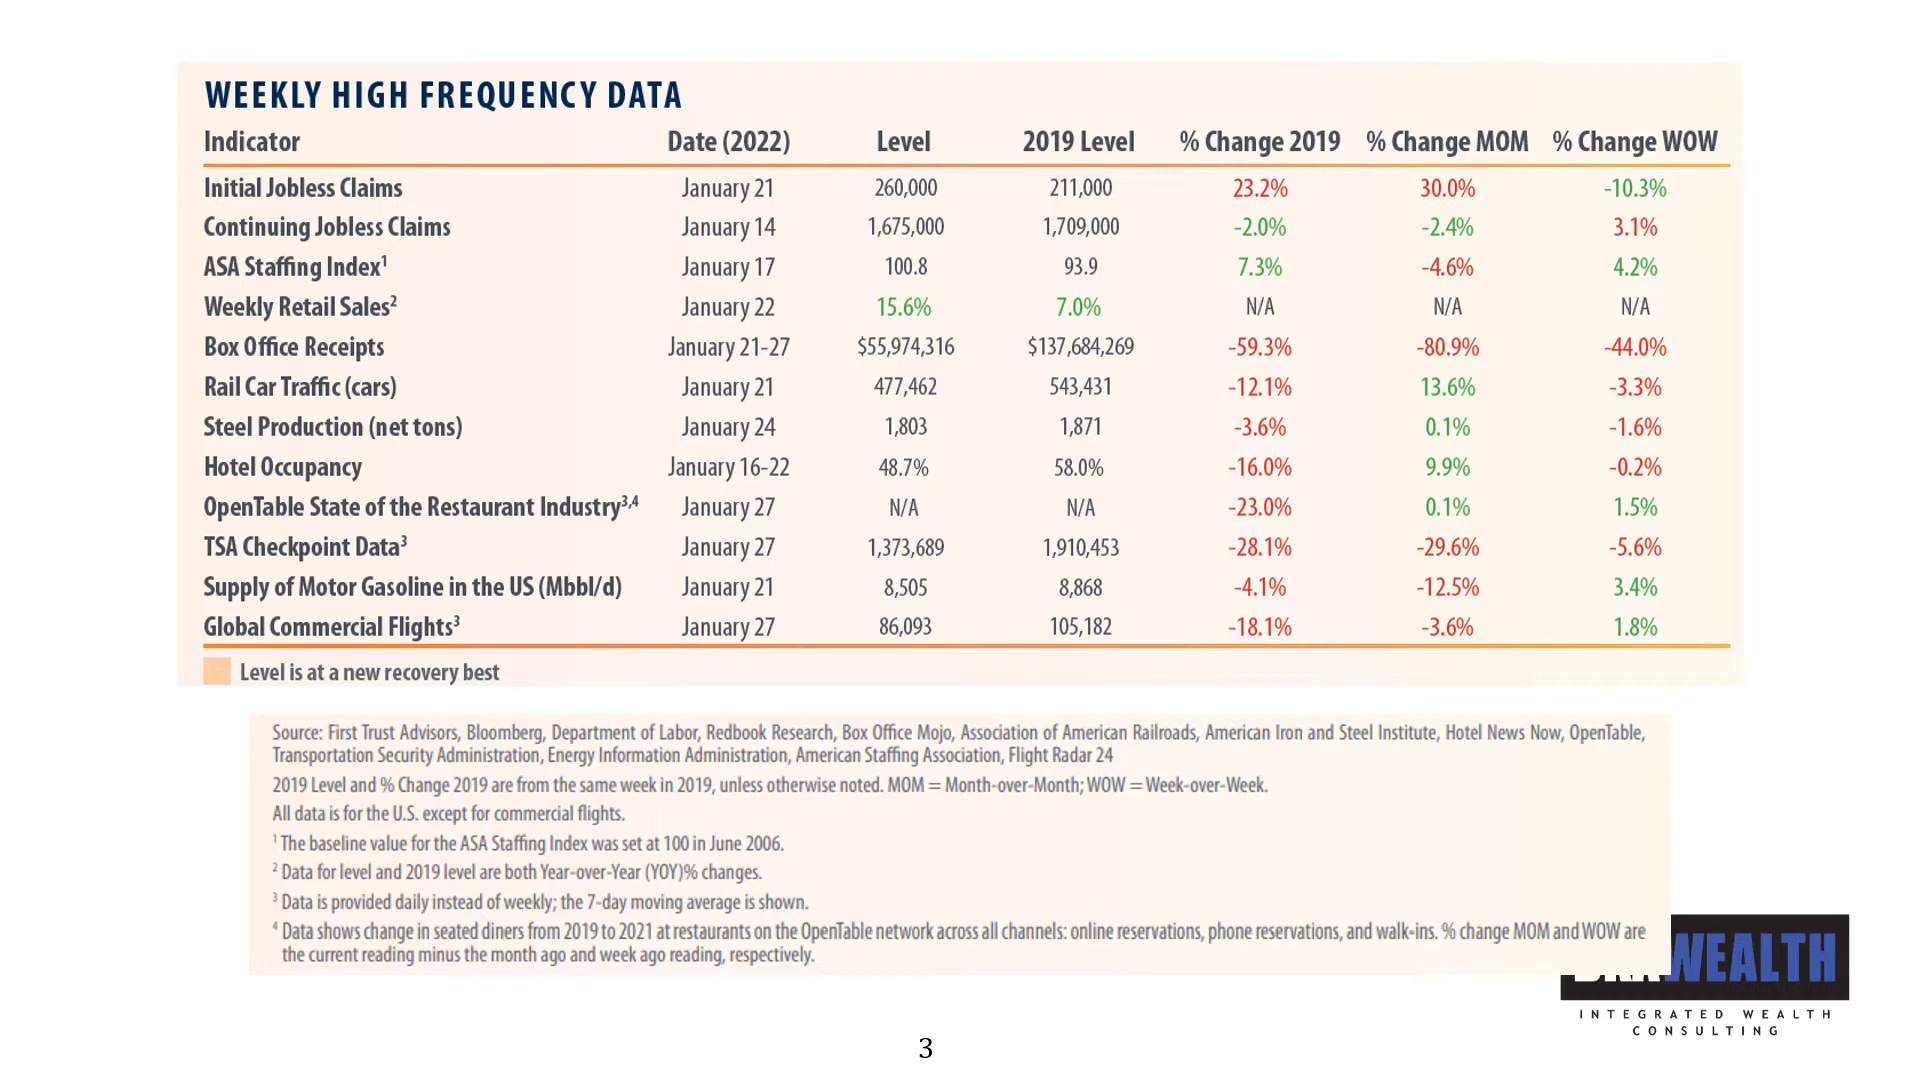 WEEKLY HIGH FREQUENCY DATA
Indicator Date (2022) Level 2019 Level % Change 2019 % Change MOM % Change WOW
Initial Jobless Claims January 21 260,000 211,000 23.2% 30.0% -10.3%
Continuing Jobless Claims January 14 1,675,000 1,709,000 -2.0% -2.4% 3.1%
ASA Staffing Index¹ January 17 100.8 93.9 7.3% -4.6% 4.2%
Weekly Retail Sales² January 22 15.6% 7.0% N/A N/A N/A
Box Office Receipts January 21-27 $55,974,316 $137,684,269 -59.3% -80.9% -44.0%
Rail Car Traffic (cars) January 21 477,462 543,431 -12.1% 13.6% -3.3%
Steel Production (net tons) January 24 1,803 1,871 -3.6% 0.1% -1.6%
Hotel Occupancy January 16-22 48.7% 58.0% -16.0% 9.9% -0.2%
OpenTable State of the Restaurant Industry³,⁴ January 27 N/A N/A -23.0% 0.1% 1.5%
TSA Checkpoint Data³ January 27 1,373,689 1,910,453 -28.1% -29.6% -5.6%
Supply of Motor Gasoline in the US (Mbbl/d) January 21 8,505 8,868 -4.1% -12.5% 3.4%
Global Commercial Flights³ January 27 86,093 105,182 -18.1% -3.6% 1.8%
Level is at a new recovery best
Source: First Trust Advisors, Bloomberg, Department of Labor, Redbook Research, Box Office Mojo, Association of American Railroads, American Iron and Steel Institute, Hotel News Now, OpenTable,
Transportation Security Administration, Energy Information Administration, American Staffing Association, Flight Radar 24
2019 Level and % Change 2019 are from the same week in 2019, unless otherwise noted. MOM = Month-over-Month; WOW = Week-over-Week.
All data is for the U.S. except for commercial flights.
¹ The baseline value for the ASA Staffing Index was set at 100 in June 2006.
² Data for level and 2019 level are both Year-over-Year (YOY)% changes.
³ Data is provided daily instead of weekly; the 7-day moving average is shown.
⁴ Data shows change in seated diners from 2019 to 2021 at restaurants on the OpenTable network across all channels: online reservations, phone reservations, and walk-ins. % change MOM and WOW are
the current reading minus the month ago and week ago reading, respectively.
WEALTH
INTEGRATED WEALTH
CONSULTING
3